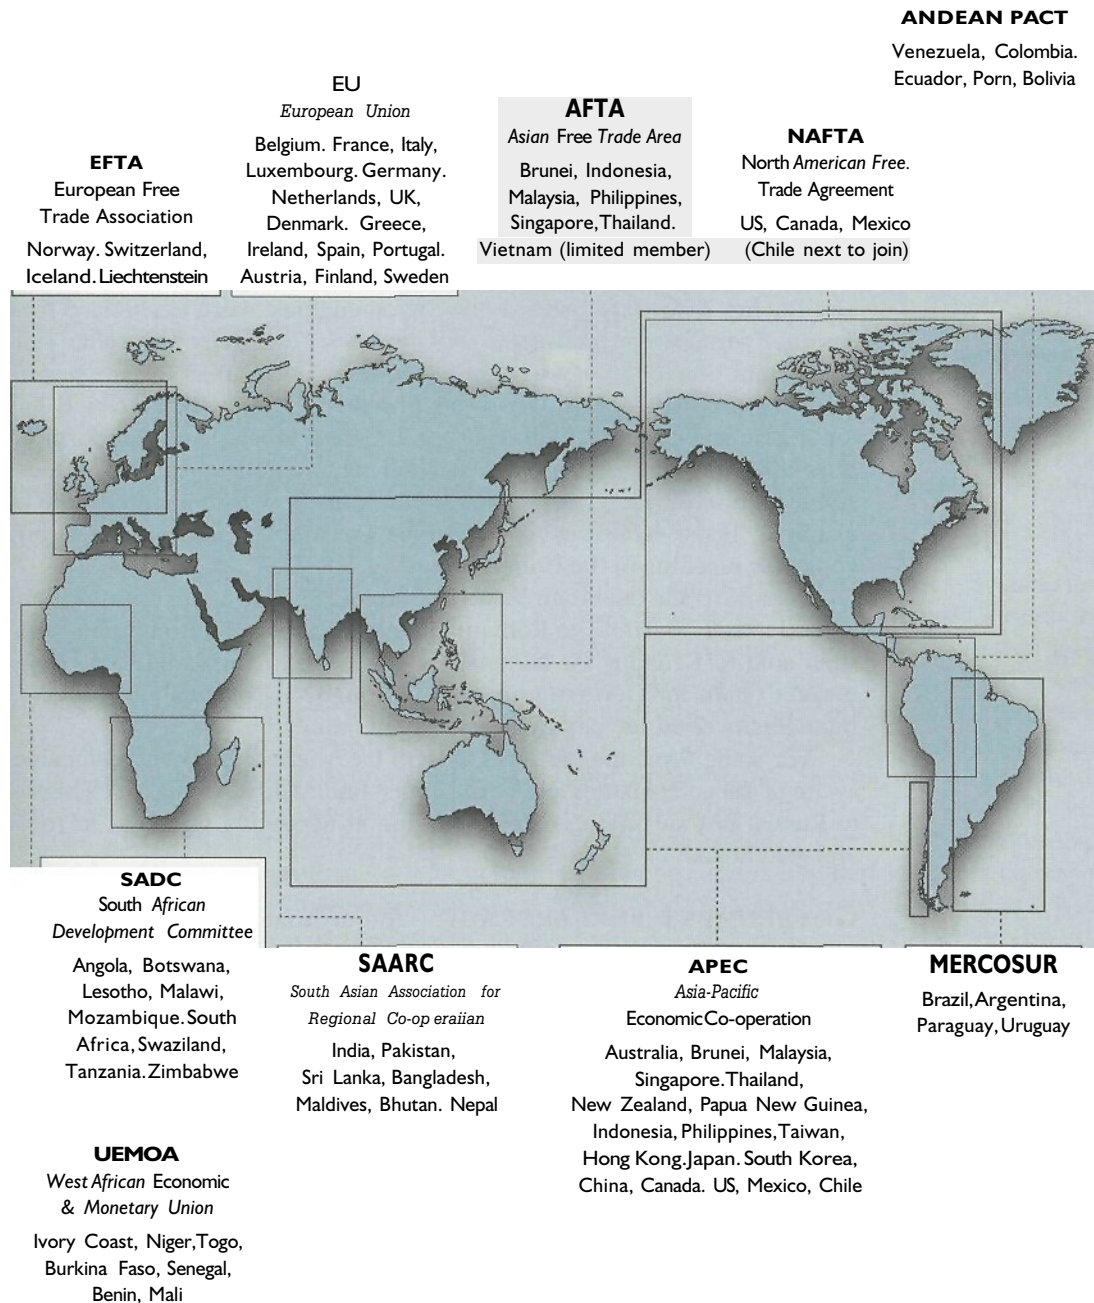 ANDEAN PACT
Venezuela, Colombia.
Ecuador, Porn, Bolivia
EU
European Union
Belgium. France, Italy,
Luxembourg. Germany.
Netherlands, UK,
Denmark. Greece,
Ireland, Spain, Portugal.
Austria, Finland, Sweden
AFTA
Asian Free Trade Area
Brunei, Indonesia,
Malaysia, Philippines,
Singapore,Thailand.
Vietnam (limited member)
NAFTA
North American Free.
Trade Agreement
US, Canada, Mexico
(Chile next to join)
EFTA
European Free
Trade Association
Norway. Switzerland,
Iceland. Liechtenstein
SADC
South African
Development Committee
Angola, Botswana,
Lesotho, Malawi,
Mozambique. South
Africa, Swaziland,
Tanzania. Zimbabwe
SAARC
South Asian Association for
Regional Co-op eraiian
India, Pakistan,
Sri Lanka, Bangladesh,
Maldives, Bhutan. Nepal
APEC
Asia-Pacific
Economic Co-operation
Australia, Brunei, Malaysia,
Singapore. Thailand,
New Zealand, Papua New Guinea,
Indonesia, Philippines, Taiwan,
Hong Kong. Japan. South Korea,
China, Canada. US, Mexico, Chile
MERCOSUR
Brazil, Argentina,
Paraguay, Uruguay
UEMOA
West African Economic
& Monetary Union
Ivory Coast, Niger,Togo,
Burkina Faso, Senegal,
Benin, Mali